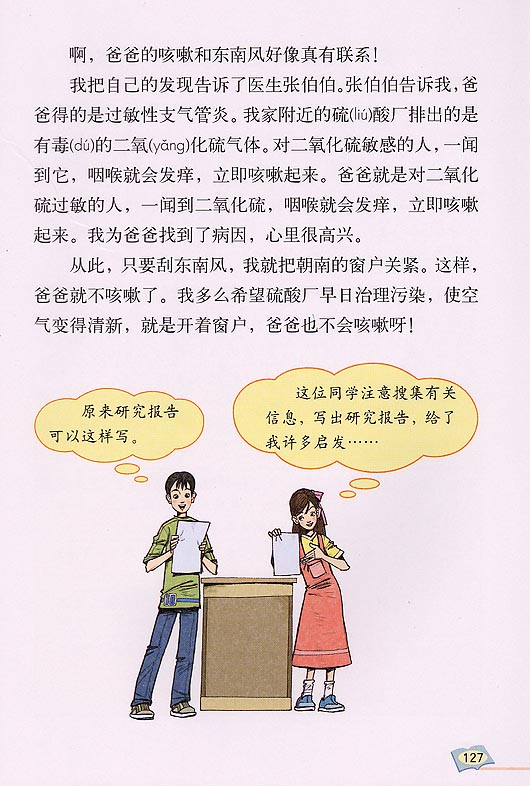 啊，爸爸的咳嗽和东南风好像真有联系！
我把自己的发现告诉了医生张伯伯。张伯伯告诉我，爸
爸得的是过敏性支气管炎。我家附近的硫(liú)酸厂排出的是
有毒(dú)的二氧(yǎng)化硫气体。对二氧化硫敏感的人，一闻
到它，咽喉就会发痒，立即咳嗽起来。爸爸就是对二氧化
硫过敏的人，一闻到二氧化硫，咽喉就会发痒，立即咳嗽
起来。我为爸爸找到了病因，心里很高兴。
从此，只要刮东南风，我就把朝南的窗户关紧。这样，
爸爸就不咳嗽了。我多么希望硫酸厂早日治理污染，使空
气变得清新，就是开着窗户，爸爸也不会咳嗽呀！
原来研究报告
可以这样写。
这位同学注意搜集有关
信息，写出研究报告，给了
我许多启发……
127